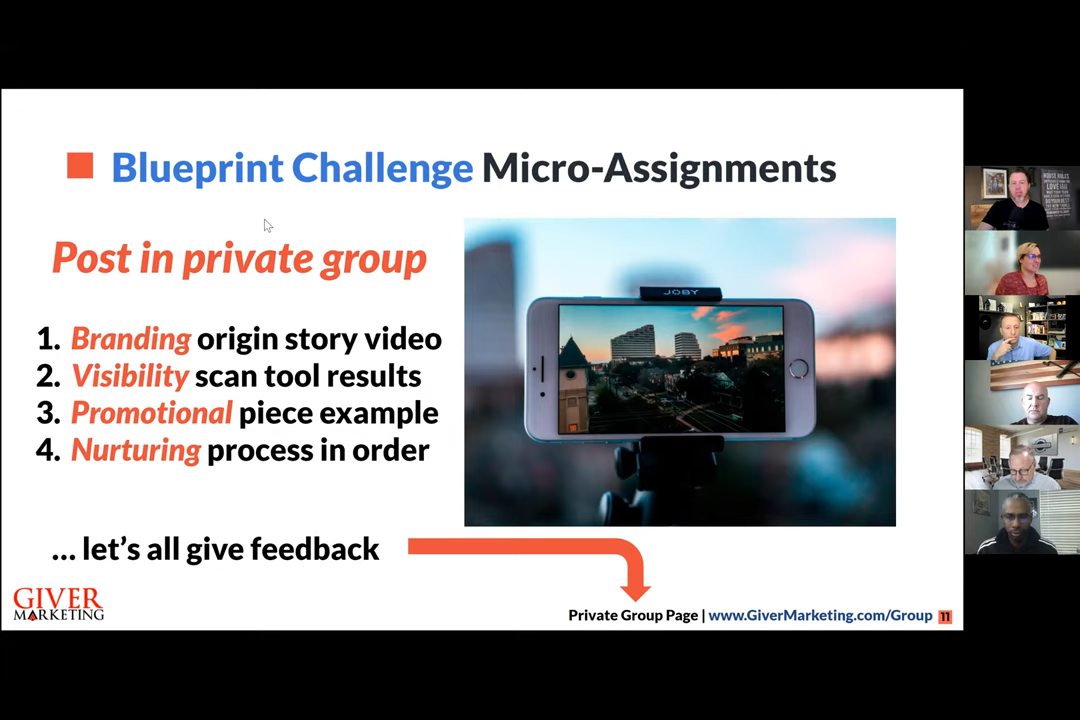 Blueprint Challenge Micro-Assignments
Post in private group
1. Branding origin story video
2. Visibility scan tool results
3. Promotional piece example
4. Nurturing process in order
... let's all give feedback
JOBY
GIVER
MARKETING
Private Group Page | www.GiverMarketing.com/Group 11